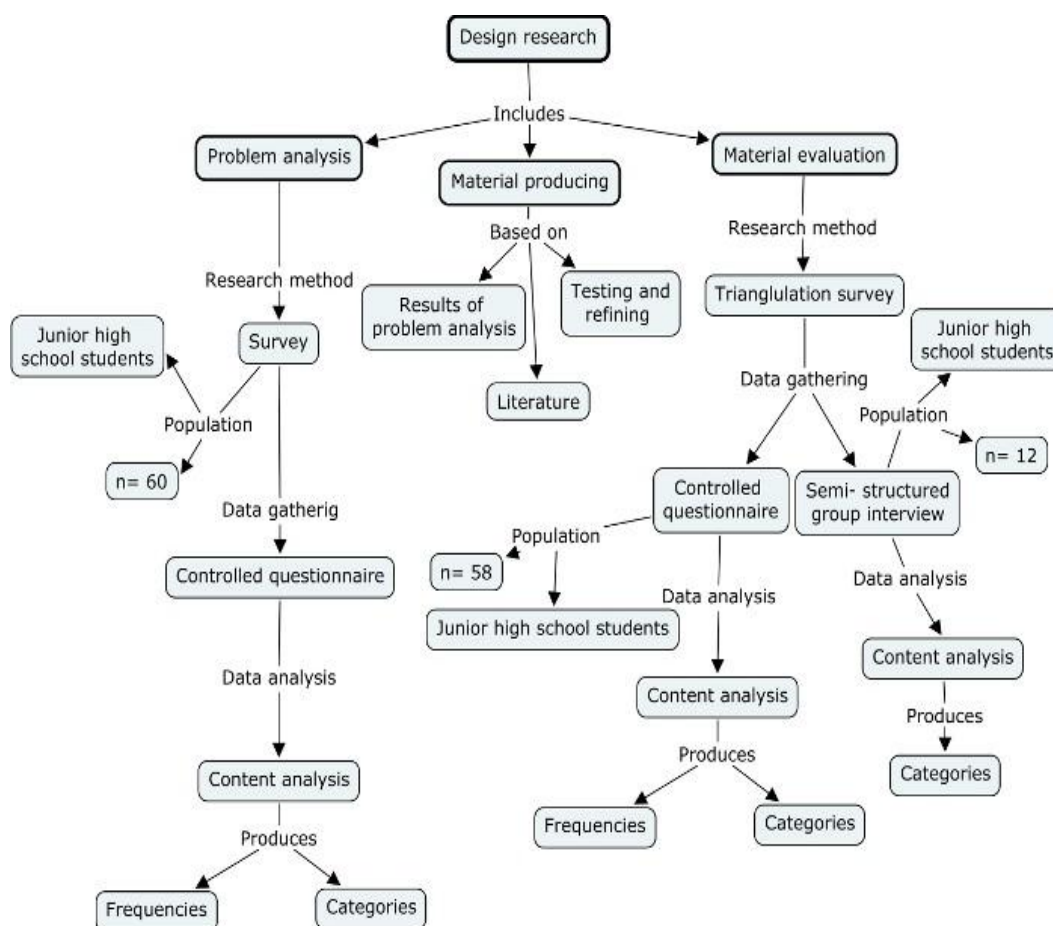 Design research
Includes
Problem analysis
Material producing
Material evaluation
Based on
Research method
Research method
Results of
problem analysis
Testing and
refining
Trianglulation survey
Junior high
school students
Survey
Junior high
school students
Literature
Data gathering
Population
Population
n= 60
n= 12
Controlled
questionnaire
Semi- structured
group interview
Data gatherig
Population
Controlled questionnaire
n= 58
Data analysis
Data analysis
Junior high school students
Content analysis
Data analysis
Content analysis
Produces
Produces
Content analysis
Categories
Frequencies
Categories
Produces
Frequencies
Categories